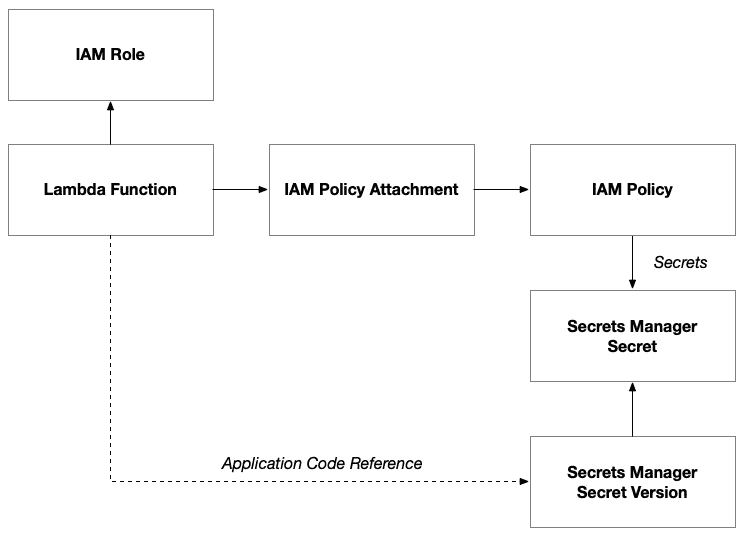 IAM Role
Lambda Function
IAM Policy Attachment
IAM Policy
Secrets
Secrets Manager
Secret
Application Code Reference
Secrets Manager
Secret Version